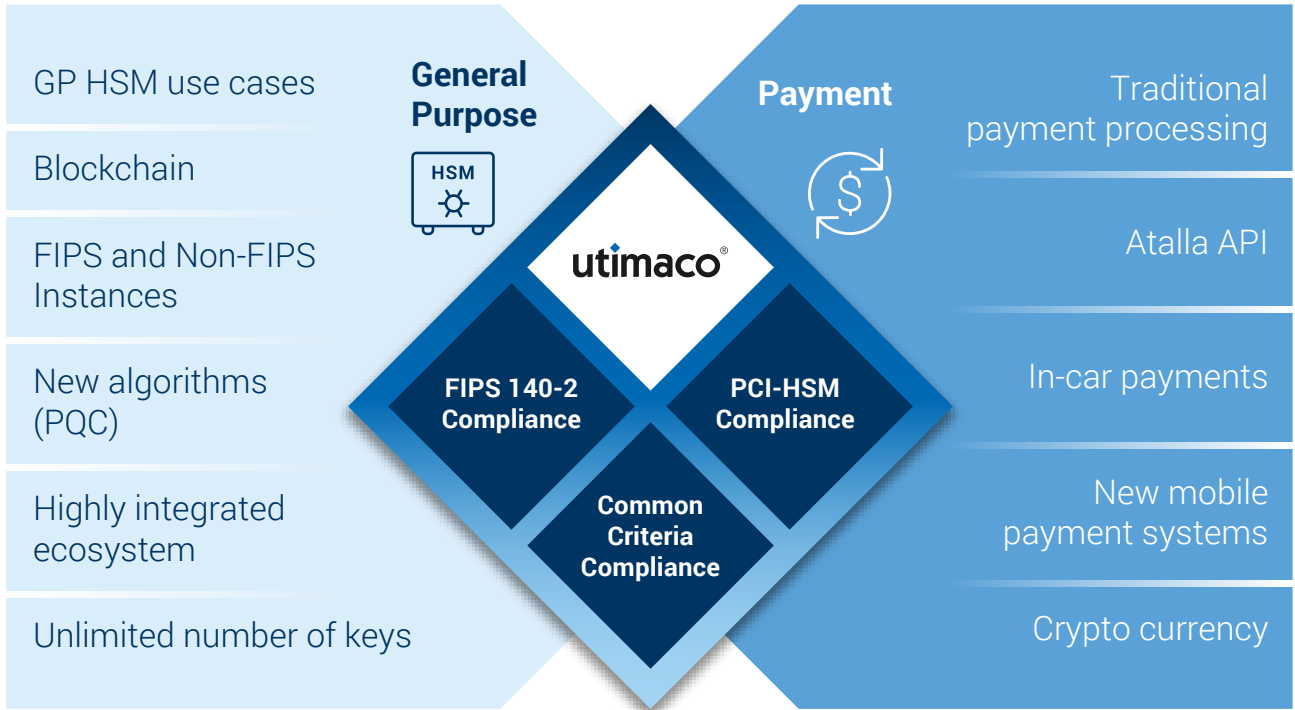 GP HSM use cases
Blockchain
FIPS and Non-FIPS
Instances
New algorithms
(PQC)
Highly integrated
ecosystem
Unlimited number of keys
General
Purpose
HSM
utimaco®
FIPS 140-2
Compliance
PCI-HSM
Compliance
Common
Criteria
Compliance
Payment
$
Traditional
payment processing
Atalla API
In-car payments
New mobile
payment systems
Crypto currency